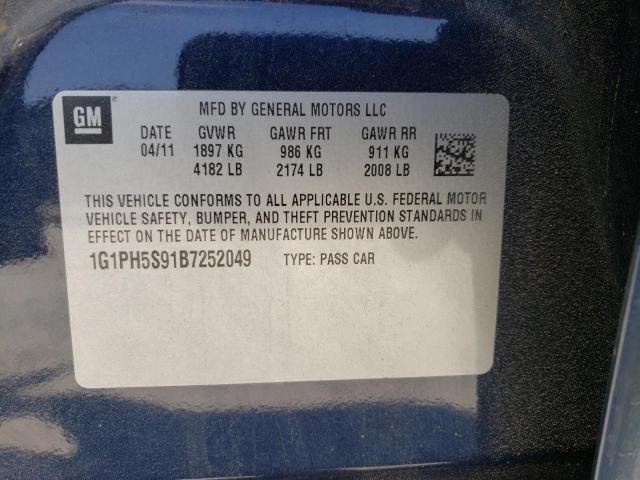 GM MFD BY GENERAL MOTORS LLC
DATE GVWR GAWR FRT GAWR RR
04/11 1897 KG 986 KG 911 KG
4182 LB 2174 LB 2008 LB
THIS VEHICLE CONFORMS TO ALL APPLICABLE U.S. FEDERAL MOTOR
VEHICLE SAFETY, BUMPER, AND THEFT PREVENTION STANDARDS IN
EFFECT ON THE DATE OF MANUFACTURE SHOWN ABOVE.
1G1PH5S91B7252049 TYPE: PASS CAR